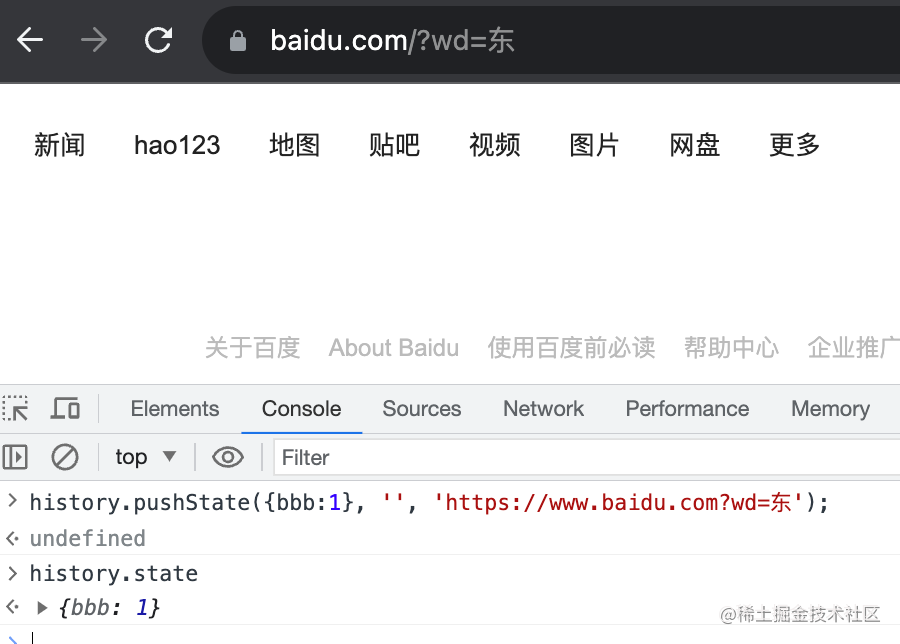 baidu.com/?wd=东
新闻 hao123 地图 贴吧 视频 图片 网盘 更多
关于百度 About Baidu 使用百度前必读 帮助中心 企业推广
Elements Console Sources Network Performance Memory
top Filter
> history.pushState({bbb:1}, '', 'https://www.baidu.com?wd=东');
undefined
> history.state
{bbb: 1}
@稀土掘金技术社区